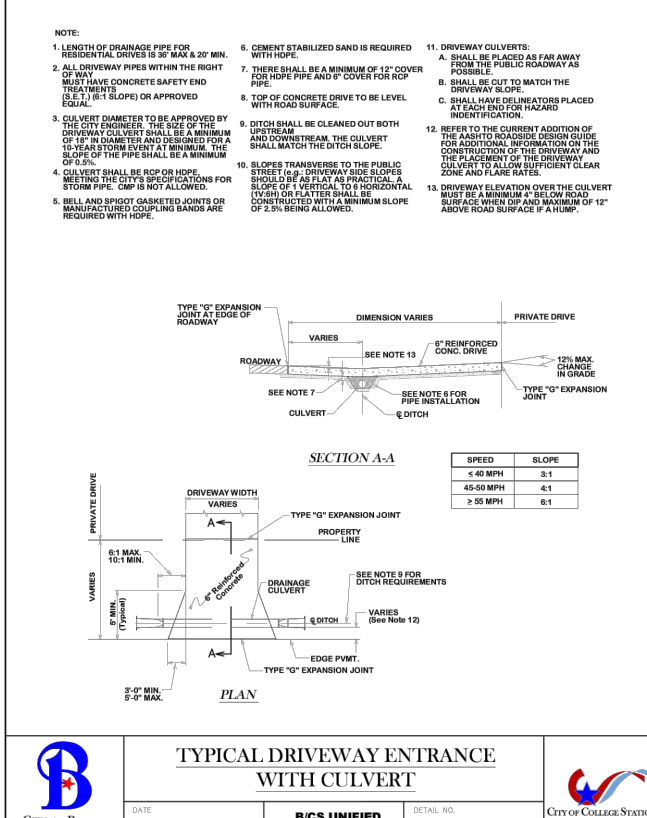 NOTE:
1. LENGTH OF DRAINAGE PIPE FOR
RESIDENTIAL DRIVES IS 36' MAX & 20' MIN.
2. ALL DRIVEWAY PIPES WITHIN THE RIGHT
OF WAY
MUST HAVE CONCRETE SAFETY END
TREATMENTS
(S.E.T.) (6:1 SLOPE) OR APPROVED
EQUAL.
3. CULVERT DIAMETER TO BE APPROVED BY
THE CITY ENGINEER. THE SIZE OF THE
DRIVEWAY CULVERT SHALL BE A MINIMUM
OF 18" IN DIAMETER AND DESIGNED FOR A
10-YEAR STORM EVENT AT MINIMUM. THE
SLOPE OF THE PIPE SHALL BE A MINIMUM
OF 0.5%.
4. CULVERT SHALL BE RCP OR HDPE,
MEETING THE CITY'S SPECIFICATIONS FOR
STORM PIPE. CMP IS NOT ALLOWED.
5. BELL AND SPIGOT GASKETED JOINTS OR
MANUFACTURED COUPLING BANDS ARE
REQUIRED WITH HDPE.
6. CEMENT STABILIZED SAND IS REQUIRED
WITH HDPE.
7. THERE SHALL BE A MINIMUM OF 12" COVER
FOR HDPE PIPE AND 6" COVER FOR RCP
PIPE.
8. TOP OF CONCRETE DRIVE TO BE LEVEL
WITH ROAD SURFACE.
9. DITCH SHALL BE CLEANED OUT BOTH
UPSTREAM
AND DOWNSTREAM. THE CULVERT
SHALL MATCH THE DITCH SLOPE.
10. SLOPES TRANSVERSE TO THE PUBLIC
STREET (e.g.: DRIVEWAY SIDE SLOPES
SHOULD BE AS FLAT AS PRACTICAL. A
SLOPE OF 1 VERTICAL TO 6 HORIZONTAL
(1V:6H) OR FLATTER SHALL BE
CONSTRUCTED WITH A MINIMUM SLOPE
OF 2.5% BEING ALLOWED.
11. DRIVEWAY CULVERTS:
A. SHALL BE PLACED AS FAR AWAY
FROM THE PUBLIC ROADWAY AS
POSSIBLE.
B. SHALL BE CUT TO MATCH THE
DRIVEWAY SLOPE.
C. SHALL HAVE DELINEATORS PLACED
AT EACH END FOR HAZARD
INDENTIFICATION.
12. REFER TO THE CURRENT ADDITION OF
THE AASHTO ROADSIDE DESIGN GUIDE
FOR ADDITIONAL INFORMATION ON THE
CONSTRUCTION OF THE DRIVEWAY AND
THE PLACEMENT OF THE DRIVEWAY
CULVERT TO ALLOW SUFFICIENT CLEAR
ZONE AND FLARE RATES.
13. DRIVEWAY ELEVATION OVER THE CULVERT
MUST BE A MINIMUM 4" BELOW ROAD
SURFACE WHEN DIP AND MAXIMUM OF 12"
ABOVE ROAD SURFACE IF A HUMP.
TYPE "G" EXPANSION
JOINT AT EDGE OF
ROADWAY
DIMENSION VARIES
PRIVATE DRIVE
VARIES
6" REINFORCED
CONC. DRIVE
SEE NOTE 13
ROADWAY
12% MAX.
CHANGE
IN GRADE
SEE NOTE 7
SEE NOTE 6 FOR
PIPE INSTALLATION
TYPE "G" EXPANSION
JOINT
CULVERT
℄ DITCH
SECTION A-A
SPEED SLOPE
≤ 40 MPH 3:1
45-50 MPH 4:1
≥ 55 MPH 6:1
PRIVATE DRIVE
DRIVEWAY WIDTH
VARIES
A
TYPE "G" EXPANSION JOINT
PROPERTY
LINE
6:1 MAX.
10:1 MIN.
6" Reinforced
Concrete
DRAINAGE
CULVERT
SEE NOTE 9 FOR
DITCH REQUIREMENTS
VARIES
5' MIN.
(Typical)
℄ DITCH
VARIES
(See Note 12)
A
EDGE PVMT.
TYPE "G" EXPANSION JOINT
3'-0" MIN.
5'-0" MAX.
PLAN
TYPICAL DRIVEWAY ENTRANCE
WITH CULVERT
B
DATE
B/CS UNIFIED
DETAIL NO.
CITY OF COLLEGE STATIO